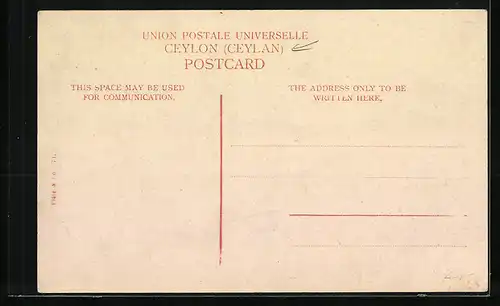 UNION POSTALE UNIVERSELLE
CEYLON (CEYLAN)
POSTCARD
THIS SPACE MAY BE USED
FOR COMMUNICATION.
THE ADDRESS ONLY TO BE
WRITTEN HERE.